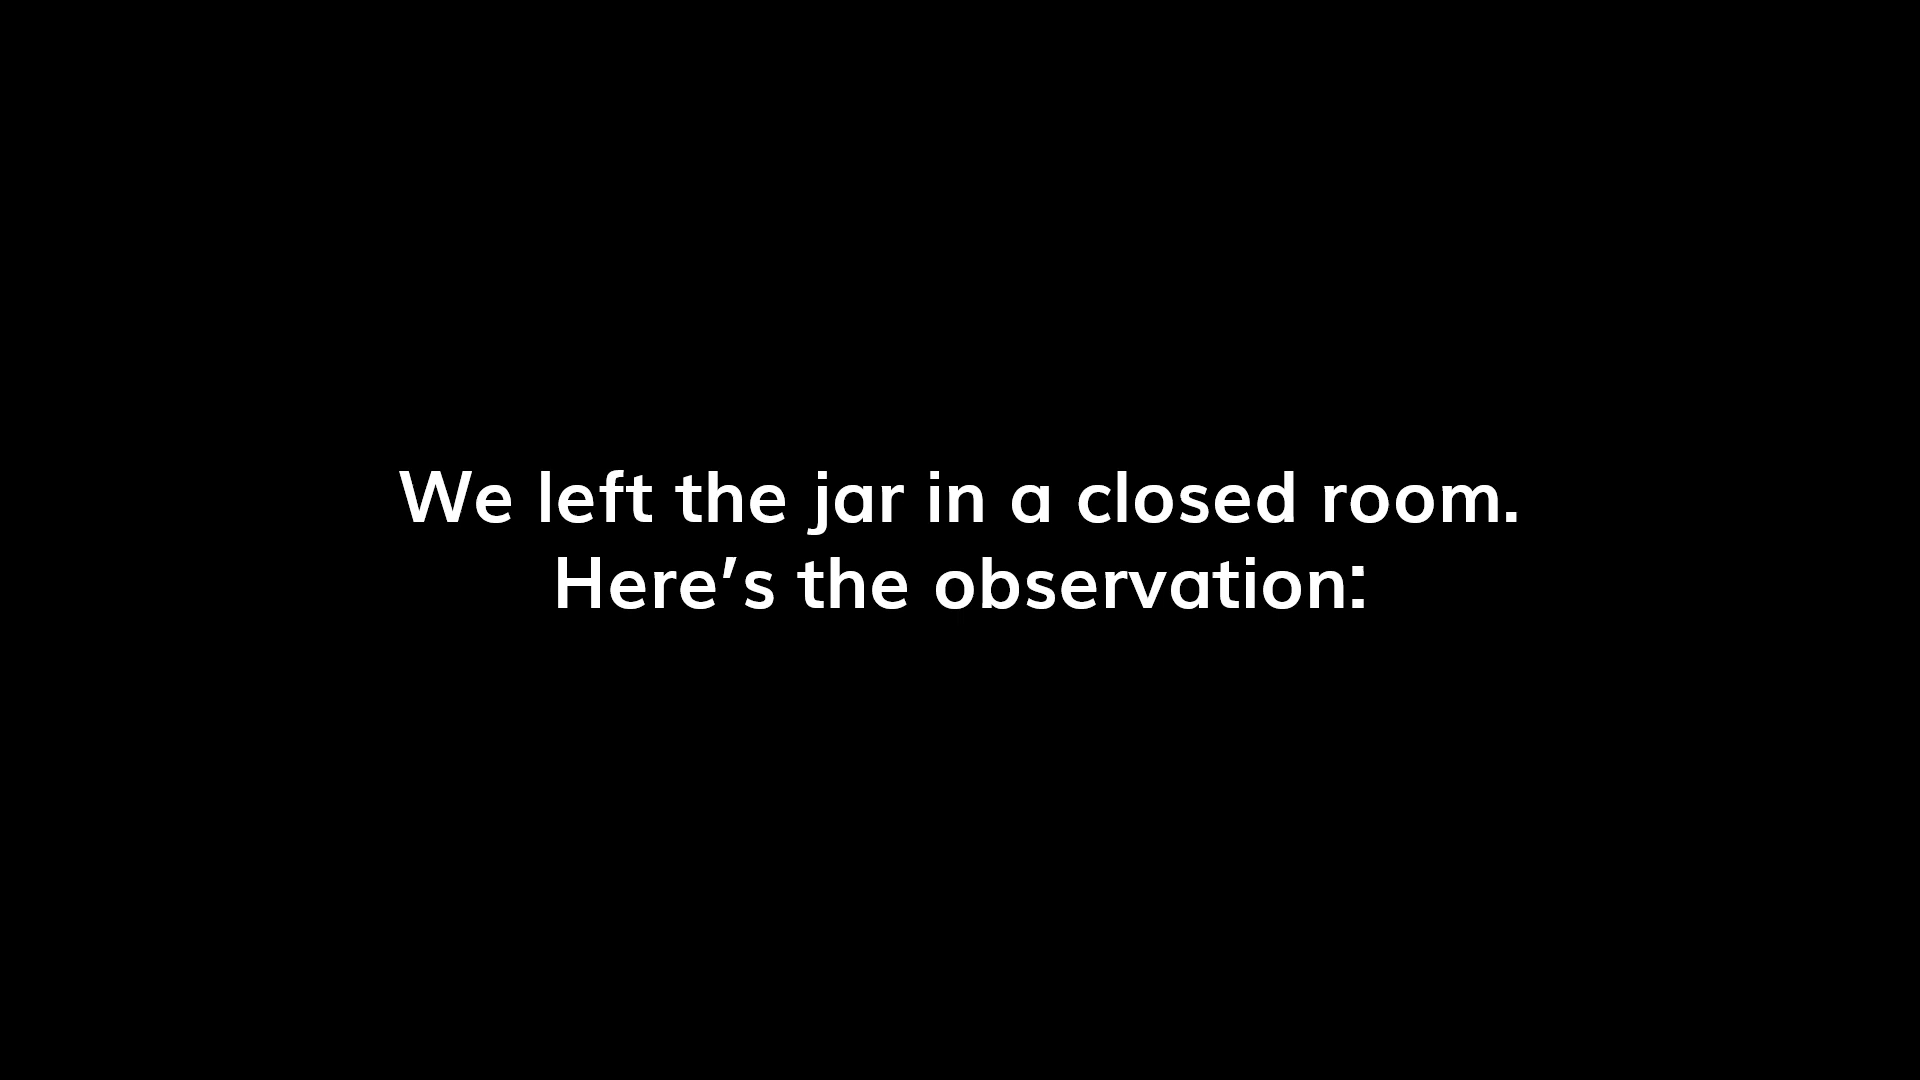 We left the jar in a closed room.
Here’s the observation: